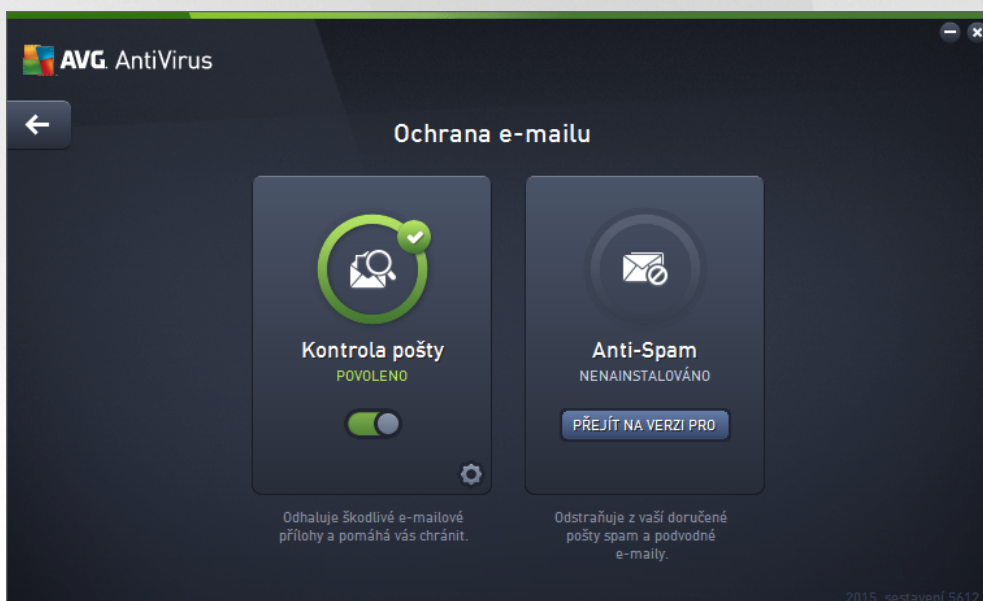 AVG. AntiVirus
Ochrana e-mailu
Kontrola pošty
POVOLENO
Odhaluje škodlivé e-mailové
přílohy a pomáhá vás chránit.
Anti-Spam
NENAINSTALOVÁNO
PŘEJÍT NA VERZI PRO
Odstraňuje z vaší doručené
pošty spam a podvodné
e-maily.
2015, sestavení 5612